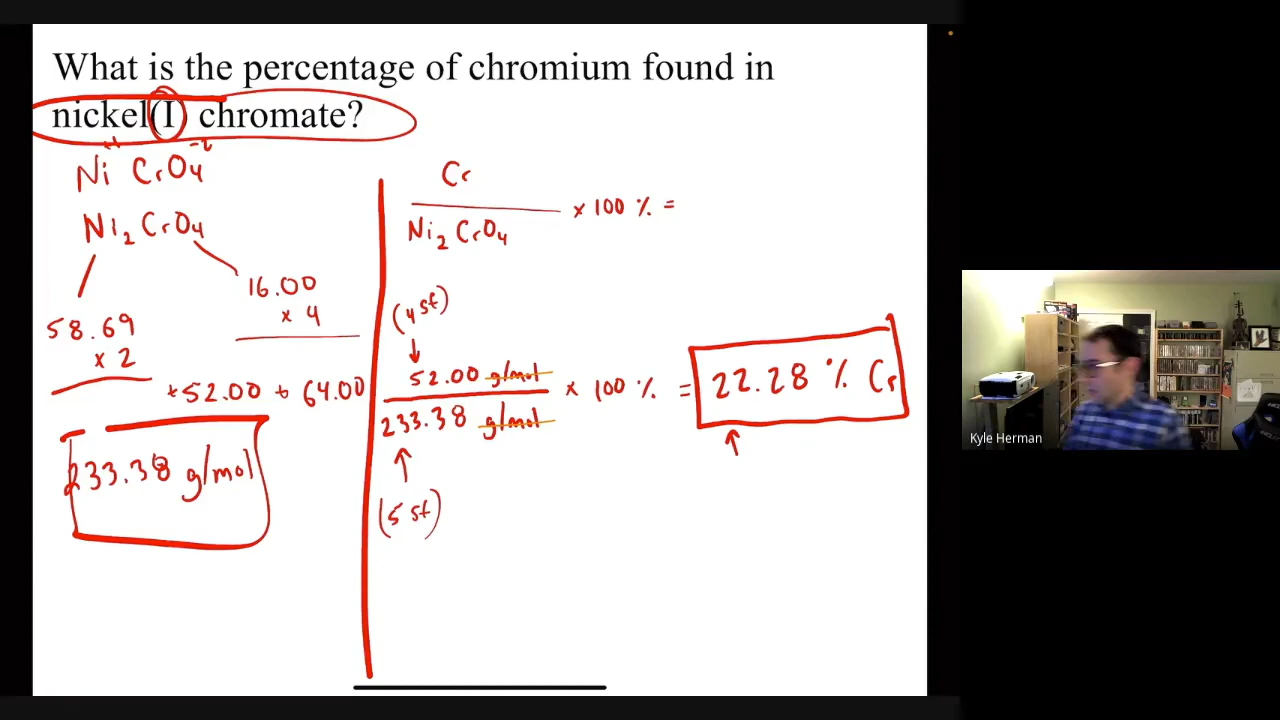 What is the percentage of chromium found in
nickel(I) chromate?
+1 -2
Ni CrO4
Ni2CrO4
58.69
x 2
16.00
x 4
+52.00 + 64.00
233.38 g/mol
Cr
Ni2CrO4
x 100 % =
(4 sf)
52.00 g/mol
233.38 g/mol
x 100 % = 22.28 % Cr
(5 sf)
Kyle Herman